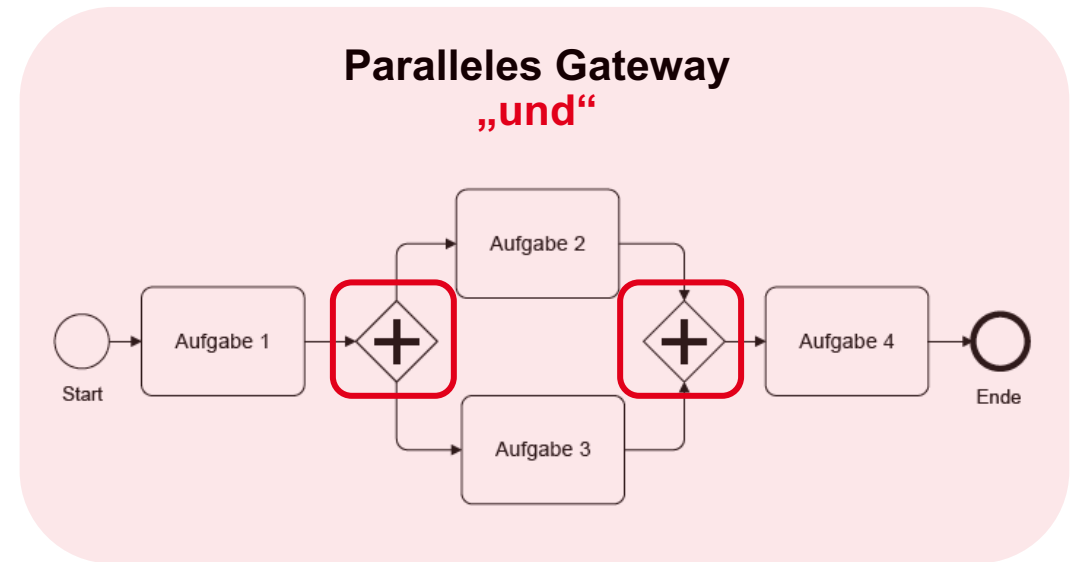 Paralleles Gateway
„und“
Aufgabe 2
Aufgabe 1
Aufgabe 4
Start
Ende
Aufgabe 3